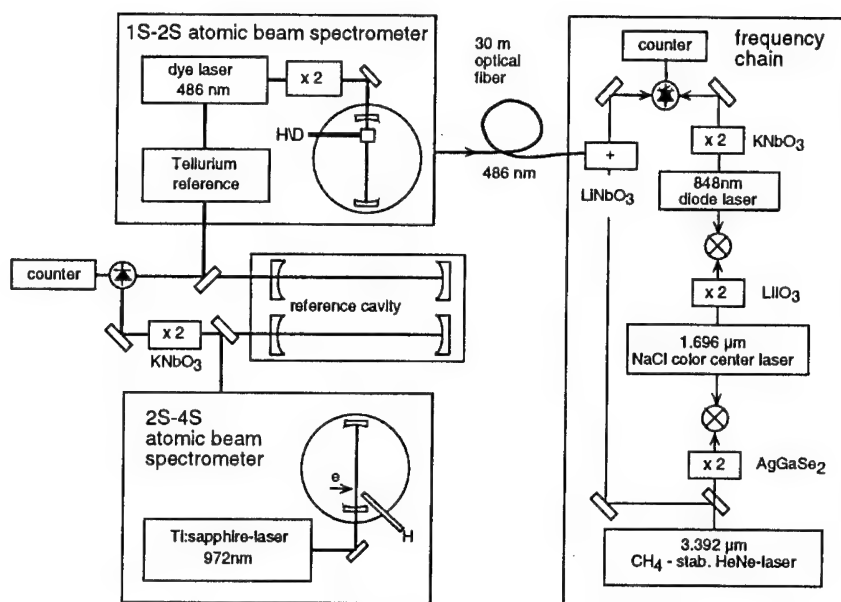 1S-2S atomic beam spectrometer
dye laser
486 nm
x 2
H\D
Tellurium
reference
30 m
optical
fiber
486 nm
frequency
chain
counter
+
LiNbO3
x 2
KNbO3
848nm
diode laser
x 2
LiIO3
1.696 µm
NaCl color center laser
x 2
AgGaSe2
3.392 µm
CH4 - stab. HeNe-laser
counter
reference cavity
x 2
KNbO3
2S-4S
atomic beam
spectrometer
e
H
Ti:sapphire-laser
972nm